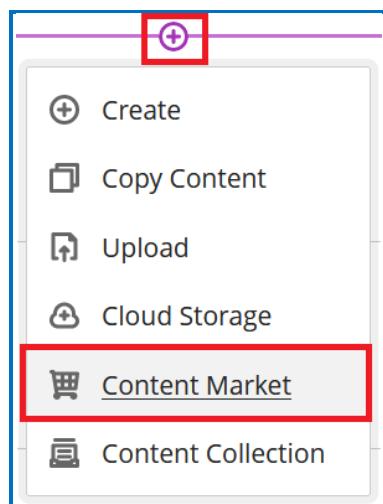 Create
Copy Content
Upload
Cloud Storage
Content Market
Content Collection